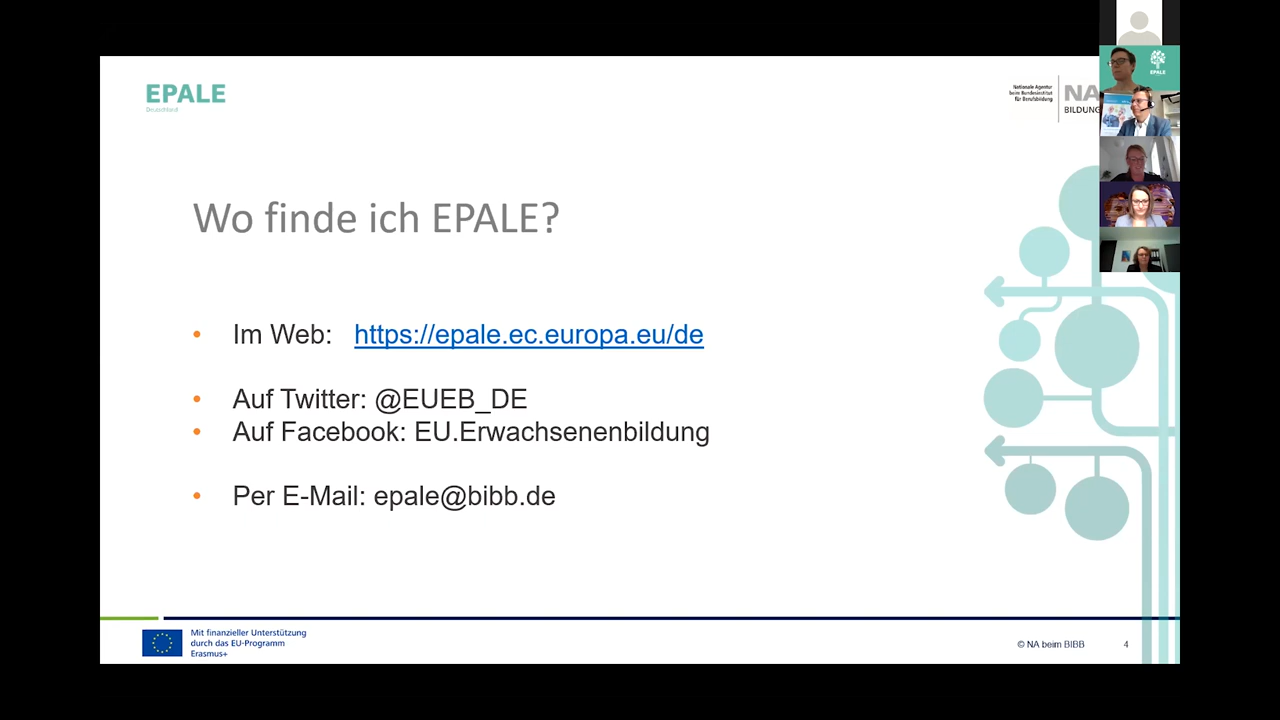 EPALE
Deutschland
Nationale Agentur
beim Bundesinstitut
für Berufsbildung
NA
BILDUNG
EPALE
Wo finde ich EPALE?
• Im Web: https://epale.ec.europa.eu/de
• Auf Twitter: @EUEB_DE
• Auf Facebook: EU.Erwachsenenbildung
• Per E-Mail: epale@bibb.de
Mit finanzieller Unterstützung
durch das EU-Programm
Erasmus+
© NA beim BIBB
4